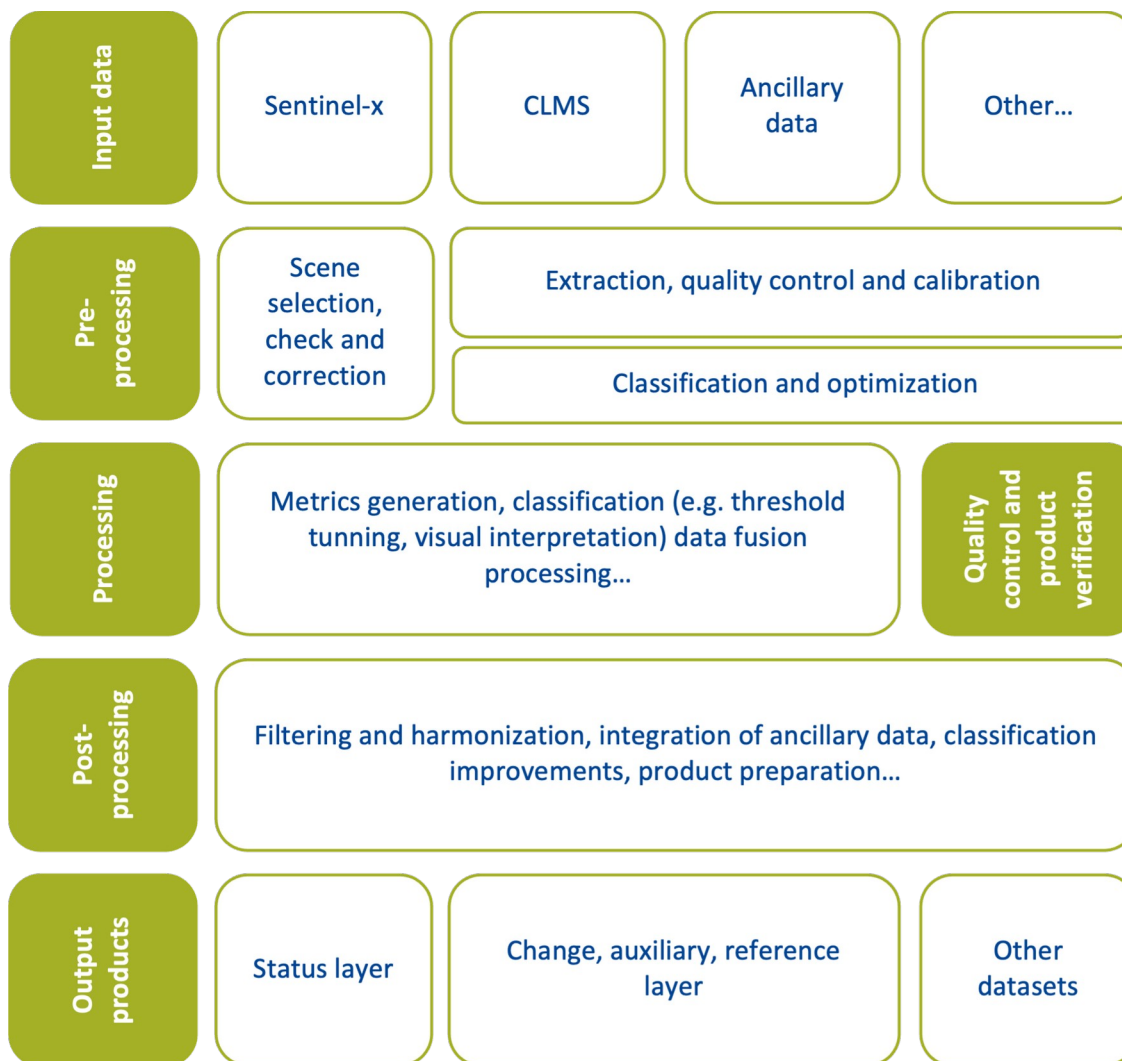 Input data
Sentinel-x
CLMS
Ancillary
data
Other...
Pre-
processing
Scene
selection,
check and
correction
Extraction, quality control and calibration
Classification and optimization
Processing
Metrics generation, classification (e.g. threshold
tunning, visual interpretation) data fusion
processing...
Quality
control and
product
verification
Post-
processing
Filtering and harmonization, integration of ancillary data, classification
improvements, product preparation...
Output
products
Status layer
Change, auxiliary, reference
layer
Other
datasets